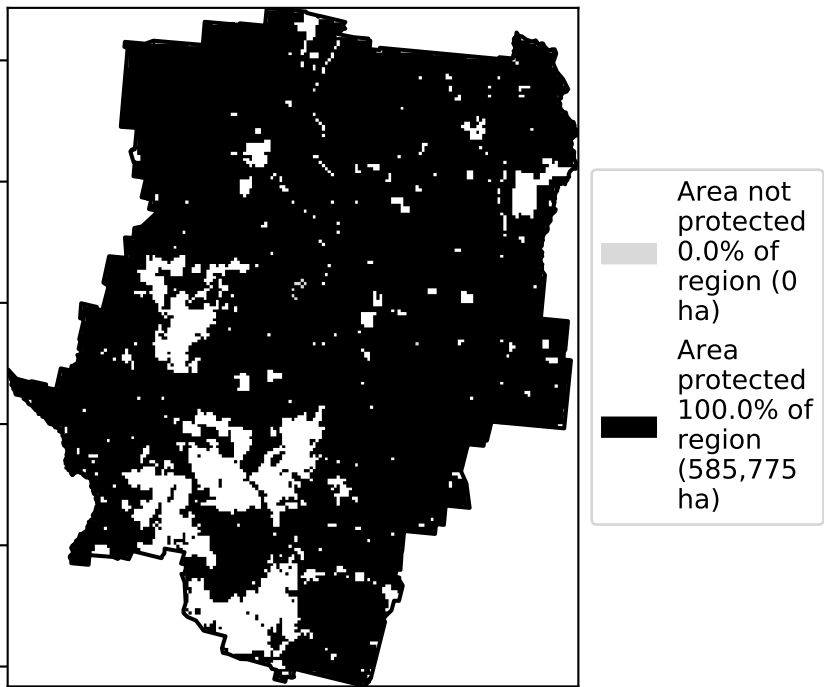 Area not
protected
0.0% of
region (0
ha)
Area
protected
100.0% of
region
(585,775
ha)